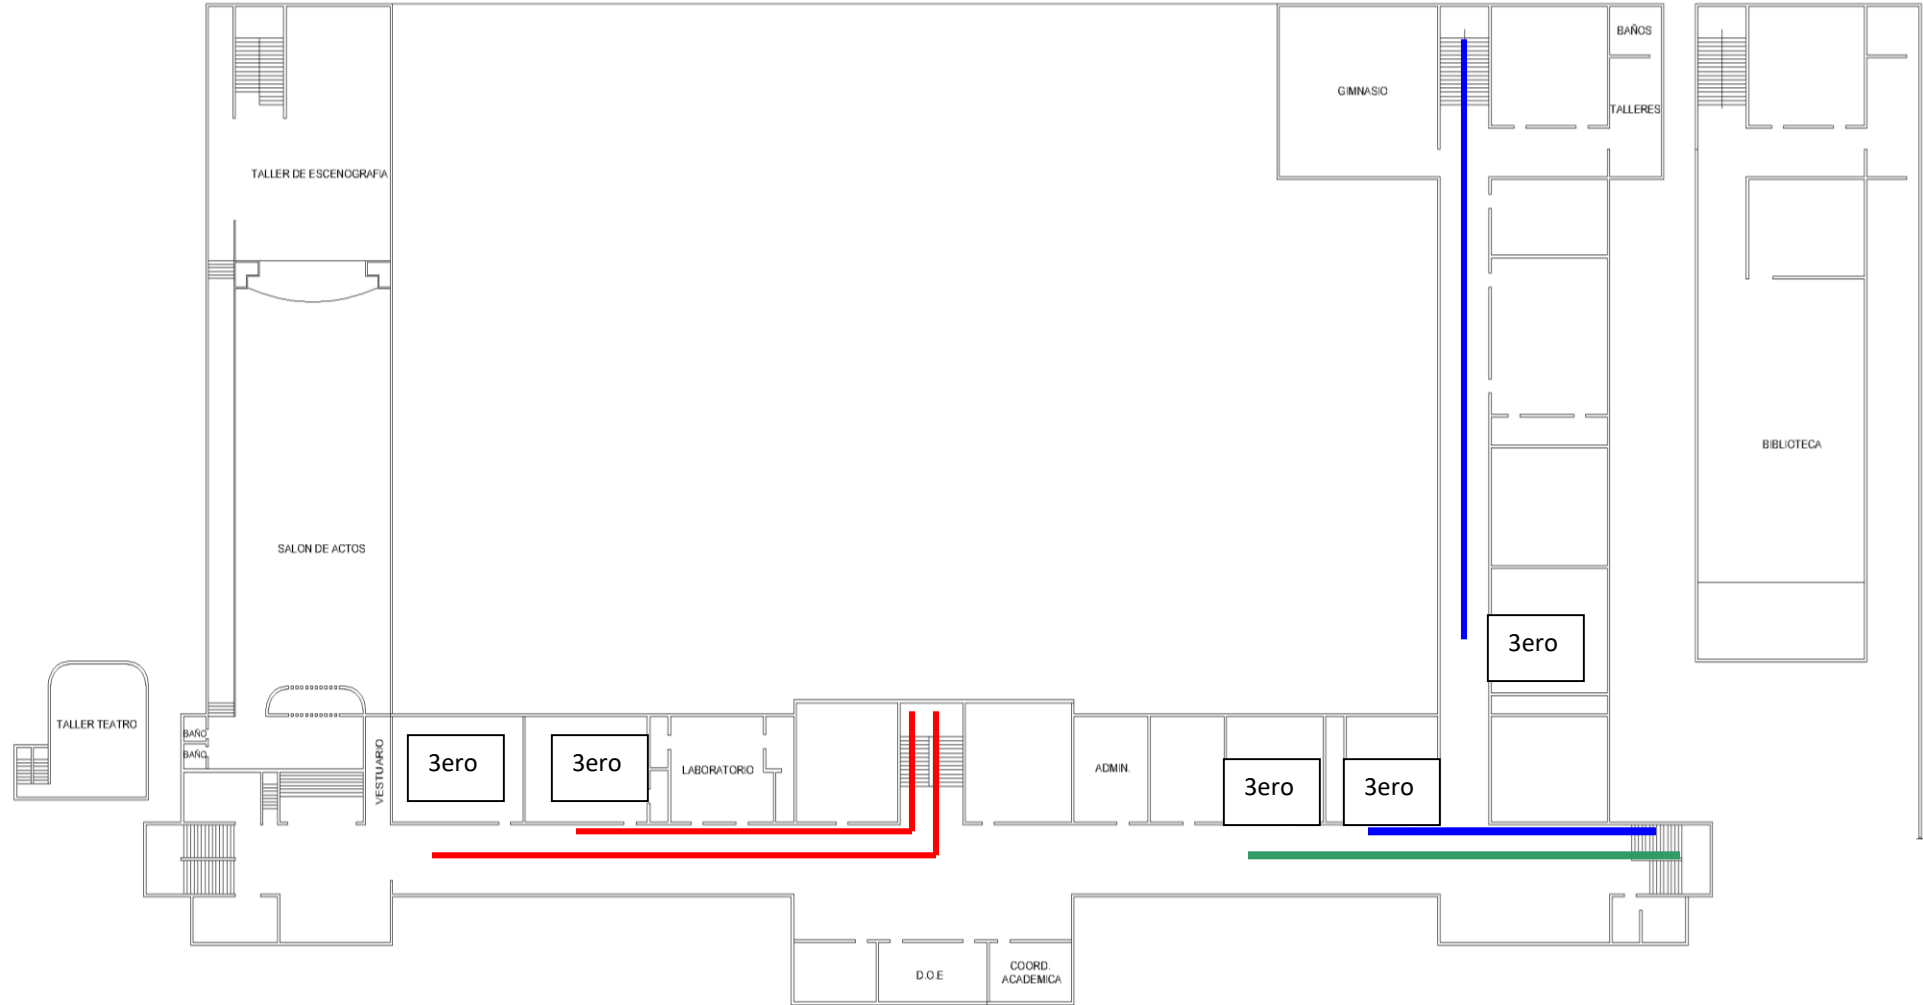 BAÑOS
GIMNASIO
TALLERES
TALLER DE ESCENOGRAFIA
BIBLIOTECA
SALON DE ACTOS
3ero
TALLER TEATRO
BAÑO
BAÑO
VESTUARIO
3ero
3ero
LABORATORIO
ADMIN.
3ero
3ero
D.O.E
COORD.
ACADEMICA